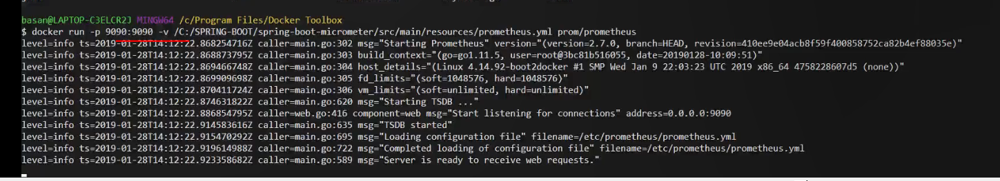 basan@LAPTOP-C3ELCR2J MINGW64 /c/Program Files/Docker Toolbox
$ docker run -p 9090:9090 -v /C:/SPRING-BOOT/spring-boot-micrometer/src/main/resources/prometheus.yml prom/prometheus
level=info ts=2019-01-28T14:12:22.868254716Z caller=main.go:302 msg="Starting Prometheus" version="(version=2.7.0, branch=HEAD, revision=410ee9e04acb8f59f400858752ca82b4ef88035e)"
level=info ts=2019-01-28T14:12:22.868873795Z caller=main.go:303 build_context="(go=go1.11.5, user=root@3bc81b516055, date=20190128-10:09:51)"
level=info ts=2019-01-28T14:12:22.869466748Z caller=main.go:304 host_details="(Linux 4.14.92-boot2docker #1 SMP Wed Jan 9 22:03:23 UTC 2019 x86_64 4758228607d5 (none))"
level=info ts=2019-01-28T14:12:22.869909698Z caller=main.go:305 fd_limits="(soft=1048576, hard=1048576)"
level=info ts=2019-01-28T14:12:22.870411724Z caller=main.go:306 vm_limits="(soft=unlimited, hard=unlimited)"
level=info ts=2019-01-28T14:12:22.874631822Z caller=main.go:620 msg="Starting TSDB ..."
level=info ts=2019-01-28T14:12:22.886854795Z caller=web.go:416 component=web msg="Start listening for connections" address=0.0.0.0:9090
level=info ts=2019-01-28T14:12:22.914583616Z caller=main.go:635 msg="TSDB started"
level=info ts=2019-01-28T14:12:22.915470292Z caller=main.go:695 msg="Loading configuration file" filename=/etc/prometheus/prometheus.yml
level=info ts=2019-01-28T14:12:22.919614988Z caller=main.go:722 msg="Completed loading of configuration file" filename=/etc/prometheus/prometheus.yml
level=info ts=2019-01-28T14:12:22.923358682Z caller=main.go:589 msg="Server is ready to receive web requests."